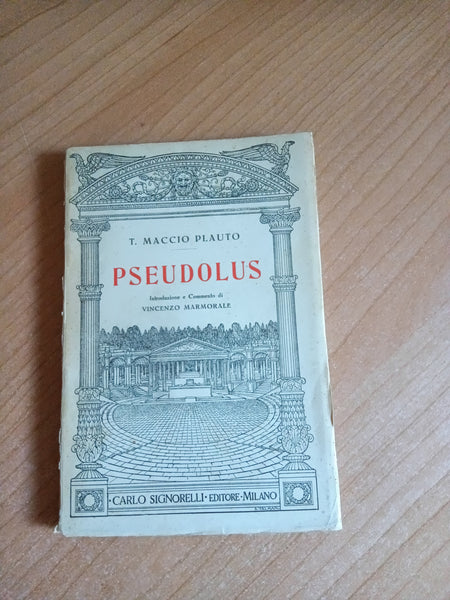 T. MACCIO PLAUTO
PSEUDOLUS
Introduzione e Commento di
VINCENZO MARMORALE
·CARLO SIGNORELLI·EDITORE·MILANO